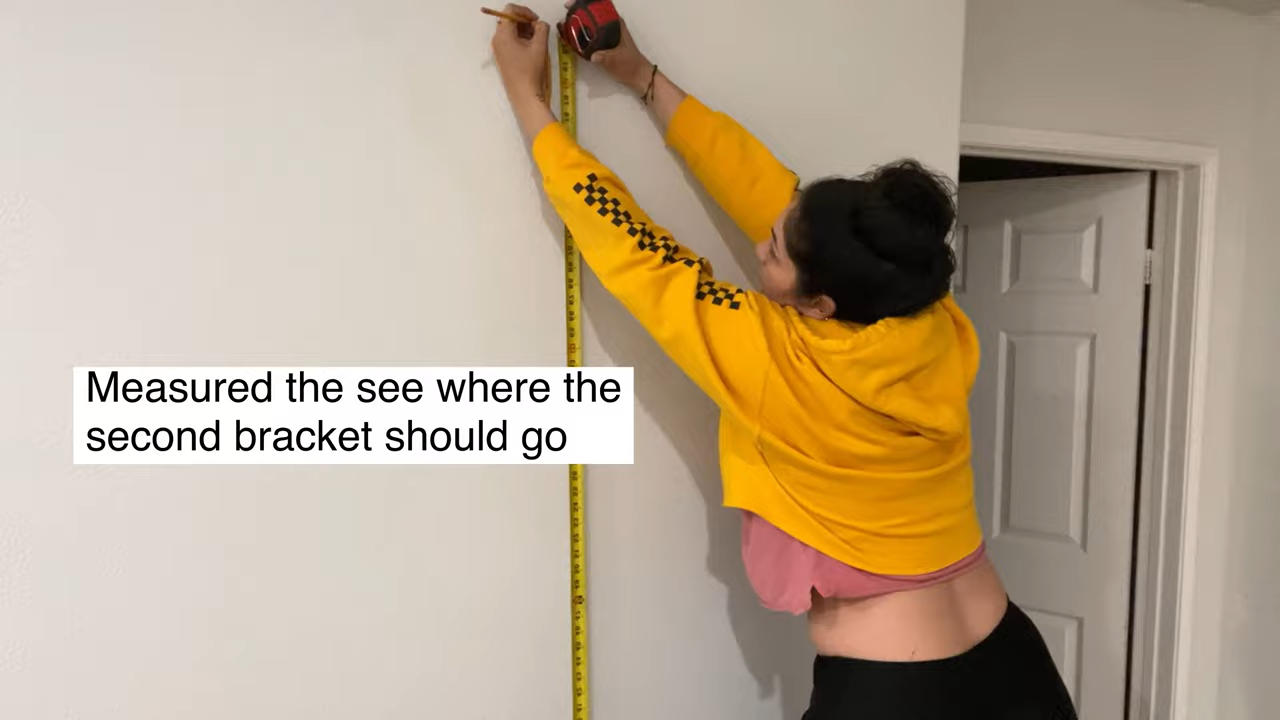 Measured the see where the
second bracket should go